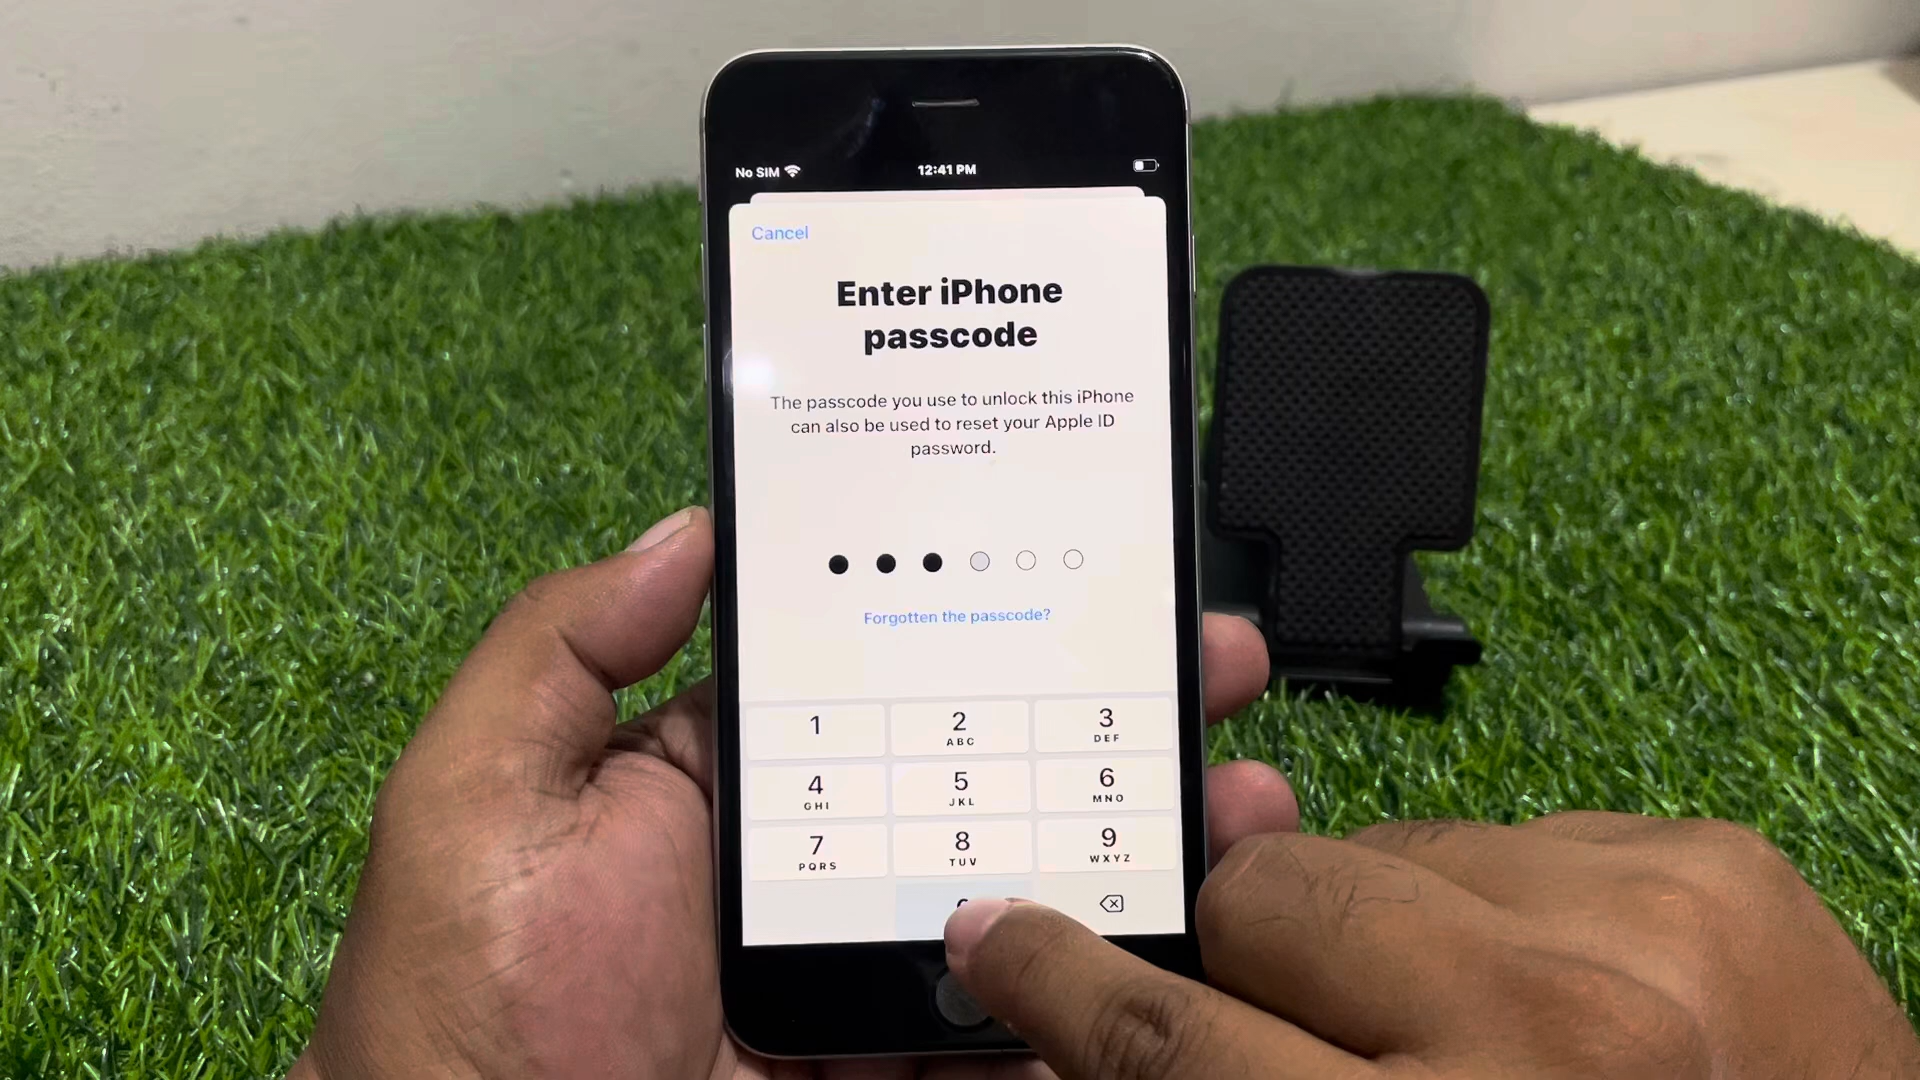 No SIM 12:41 PM
Cancel
Enter iPhone
passcode
The passcode you use to unlock this iPhone
can also be used to reset your Apple ID
password.
Forgotten the passcode?
1 2 3
ABC DEF
4 5 6
GHI JKL MNO
7 8 9
PQRS TUV WXYZ